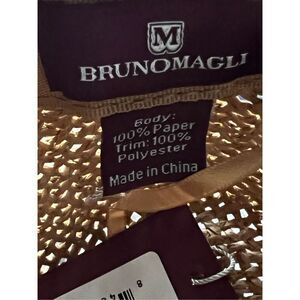 M
BRUNOMAGLI
Body:
100% Paper
Trim: 100%
Polyester
Made in China